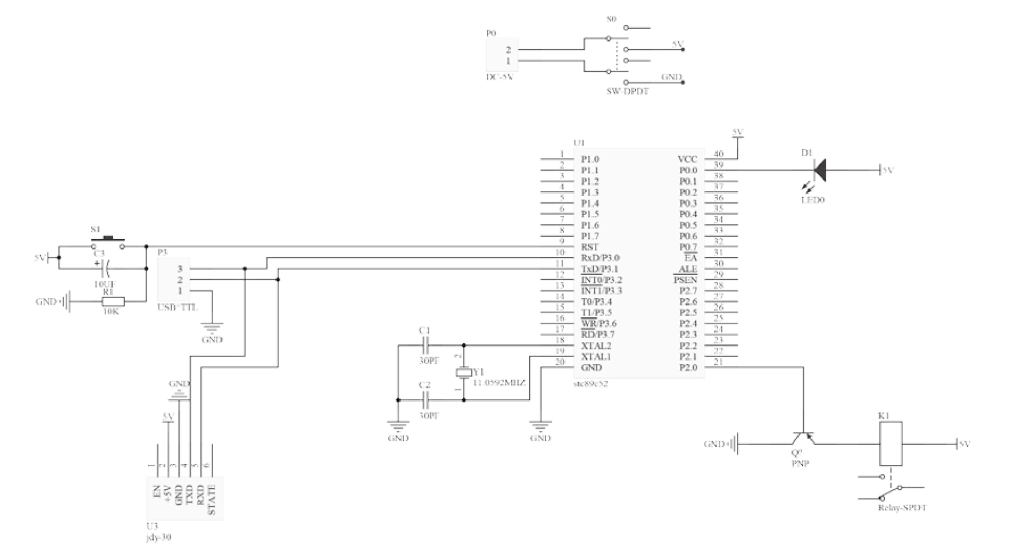 S0
P0
2
1
5V
GND
DC-5V
SW-DPDT
U1
5V
1 P1.0 VCC 40
2 P1.1 P0.0 39
3 P1.2 P0.1 38
4 P1.3 P0.2 37
5 P1.4 P0.3 36
6 P1.5 P0.4 35
7 P1.6 P0.5 34
8 P1.7 P0.6 33
9 RST P0.7 32
10 RxD/P3.0 EA 31
11 TxD/P3.1 ALE 30
12 INT0/P3.2 PSEN 29
13 INT1/P3.3 P2.7 28
14 T0/P3.4 P2.6 27
15 T1/P3.5 P2.5 26
16 WR/P3.6 P2.4 25
17 RD/P3.7 P2.3 24
18 XTAL2 P2.2 23
19 XTAL1 P2.1 22
20 GND P2.0 21
stc89c52
D1
5V
LED0
S1
5V
C3
+
10UF
R1
GND
10K
P3
3
2
1
USB-TTL
GND
C1
30PF
2
Y1
11.0592MHZ
1
C2
30PF
GND
GND
GND
5V
1 2 3 4 5 6
EN
+5V
GND
TXD
RXD
STATE
U3
jdy-30
K1
GND
5V
PNP
Relay-SPDT